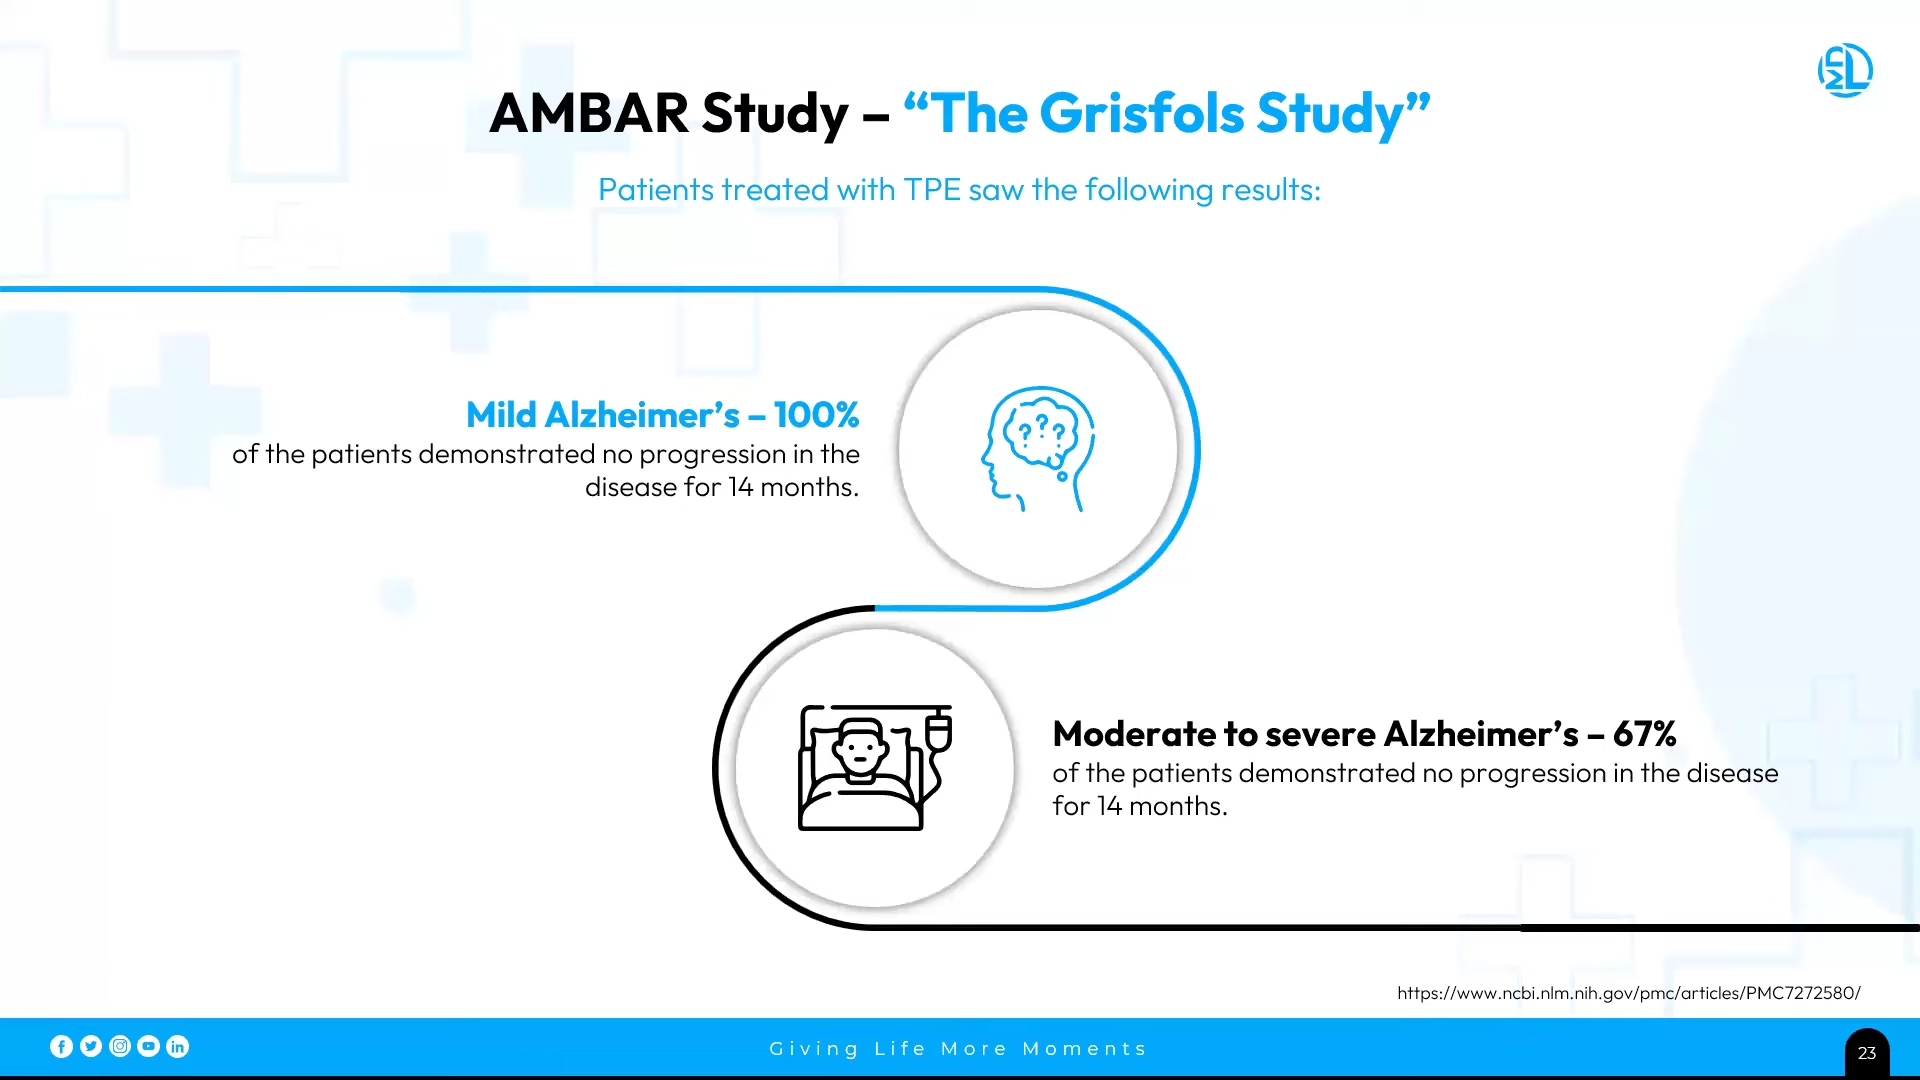 AMBAR Study – “The Grisfols Study”
Patients treated with TPE saw the following results:
Mild Alzheimer’s – 100%
of the patients demonstrated no progression in the
disease for 14 months.
Moderate to severe Alzheimer’s – 67%
of the patients demonstrated no progression in the disease
for 14 months.
https://www.ncbi.nlm.nih.gov/pmc/articles/PMC7272580/
Giving Life More Moments
23